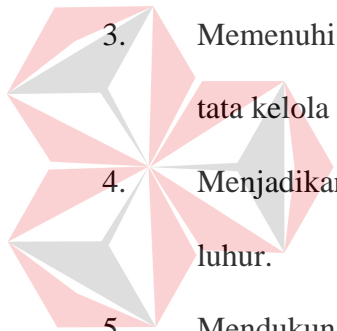 3. Memenuhi
tata kelola
4. Menjadikan
luhur.
5. Mendukun